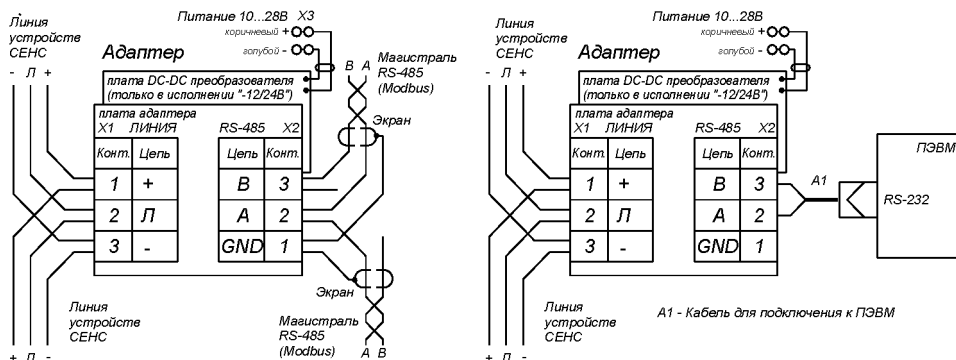 Линия
устройств
СЕНС
- Л +
Питание 10...28В X3
коричневый +
голубой -
Адаптер
плата DC-DC преобразователя
(только в исполнении "-12/24В")
плата адаптера
X1 ЛИНИЯ RS-485 X2
Конт. Цепь Цепь Конт.
1 + B 3
2 Л A 2
3 - GND 1
В А
Магистраль
RS-485
(Modbus)
Экран
Экран
Линия
устройств
СЕНС
+ Л -
Магистраль
RS-485
(Modbus)
А В
Линия
устройств
СЕНС
- Л +
Питание 10...28В
коричневый +
голубой -
Адаптер
плата DC-DC преобразователя
(только в исполнении "-12/24В")
плата адаптера
X1 ЛИНИЯ RS-485 X2
Конт. Цепь Цепь Конт.
1 + B 3
2 Л A 2
3 - GND 1
А1
ПЭВМ
RS-232
Линия
устройств
СЕНС
+ Л -
А1 - Кабель для подключения к ПЭВМ